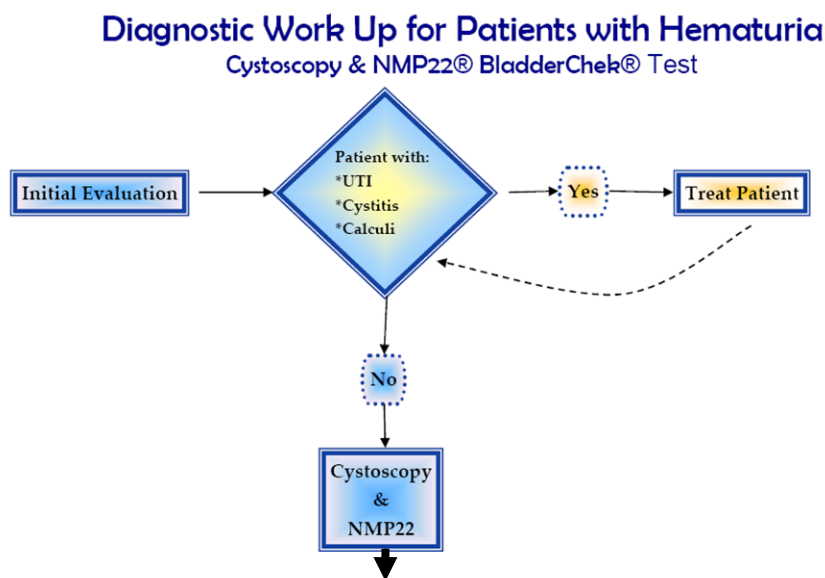 Diagnostic Work Up for Patients with Hematuria
Cystoscopy & NMP22® BladderChek® Test
Initial Evaluation
Patient with:
*UTI
*Cystitis
*Calculi
Yes
Treat Patient
No
Cystoscopy
&
NMP22